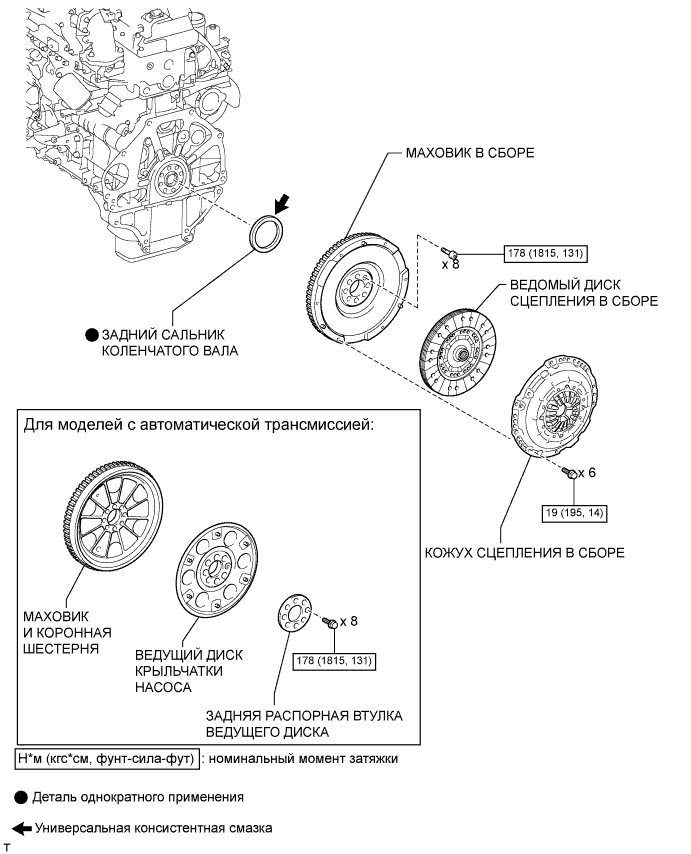 МАХОВИК В СБОРЕ
178 (1815, 131)
x 8
ВЕДОМЫЙ ДИСК
СЦЕПЛЕНИЯ В СБОРЕ
ЗАДНИЙ САЛЬНИК
КОЛЕНЧАТОГО ВАЛА
x 6
19 (195, 14)
КОЖУХ СЦЕПЛЕНИЯ В СБОРЕ
Для моделей с автоматической трансмиссией:
МАХОВИК
И КОРОННАЯ
ШЕСТЕРНЯ
ВЕДУЩИЙ ДИСК
КРЫЛЬЧАТКИ
НАСОСА
x 8
178 (1815, 131)
ЗАДНЯЯ РАСПОРНАЯ ВТУЛКА
ВЕДУЩЕГО ДИСКА
Н*м (кгс*см, фунт-сила-фут) : номинальный момент затяжки
Деталь однократного применения
Универсальная консистентная смазка
T